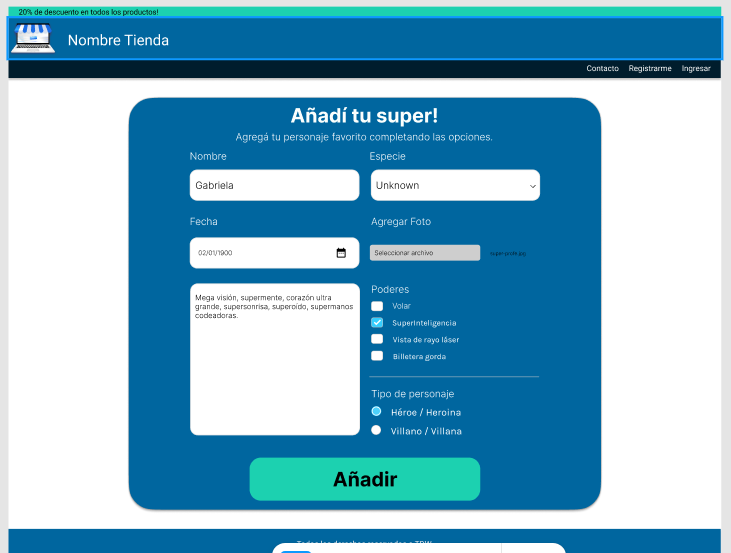 20% de descuento en todos los productos!
Nombre Tienda
Contacto Registrarme Ingresar
Añadí tu super!
Agregá tu personaje favorito completando las opciones.
Nombre Especie
Gabriela Unknown
Fecha Agregar Foto
02/01/1900 Seleccionar archivo
Mega visión, supermente, corazón ultra
grande, supersonrisa, superoído, supermanos
codeadoras.
Poderes
Volar
SuperInteligencia
Vista de rayo láser
Billetera gorda
Tipo de personaje
Héroe / Heroina
Villano / Villana
Añadir